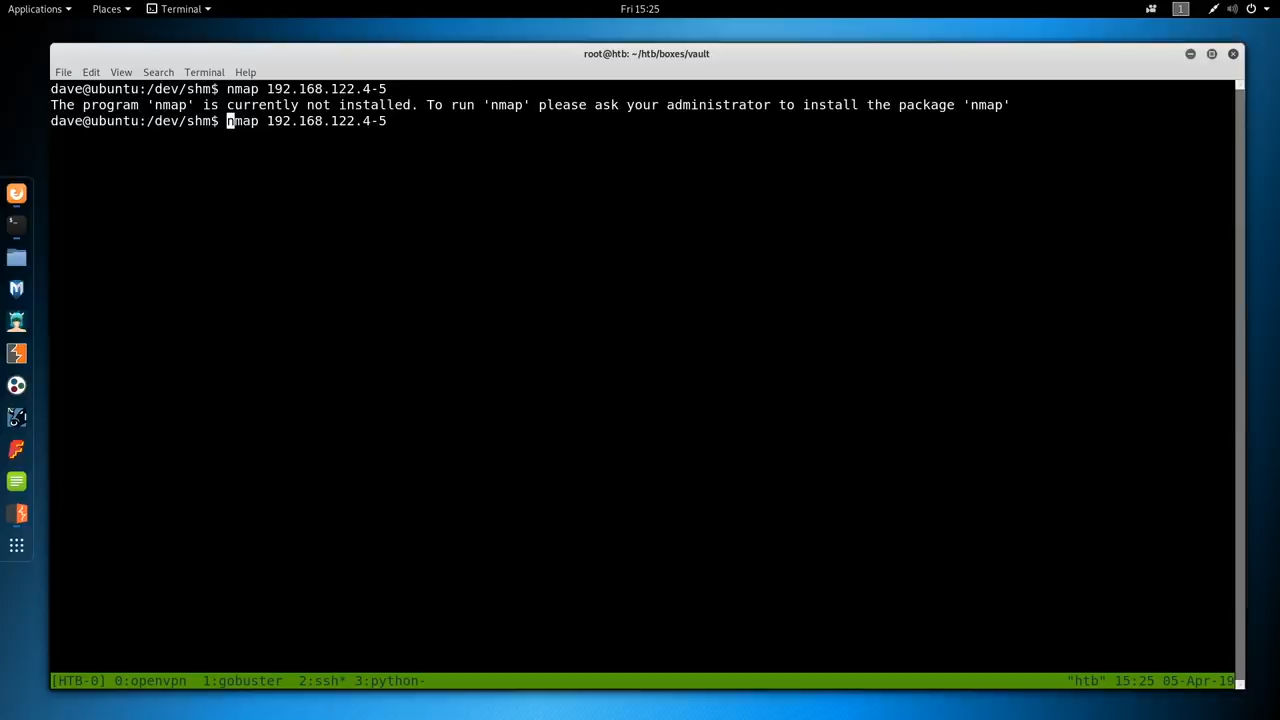 Applications Places Terminal Fri 15:25 1
root@htb: ~/htb/boxes/vault
File Edit View Search Terminal Help
dave@ubuntu:/dev/shm$ nmap 192.168.122.4-5
The program 'nmap' is currently not installed. To run 'nmap' please ask your administrator to install the package 'nmap'
dave@ubuntu:/dev/shm$ nmap 192.168.122.4-5
[HTB-0] 0:openvpn 1:gobuster 2:ssh* 3:python- "htb" 15:25 05-Apr-19